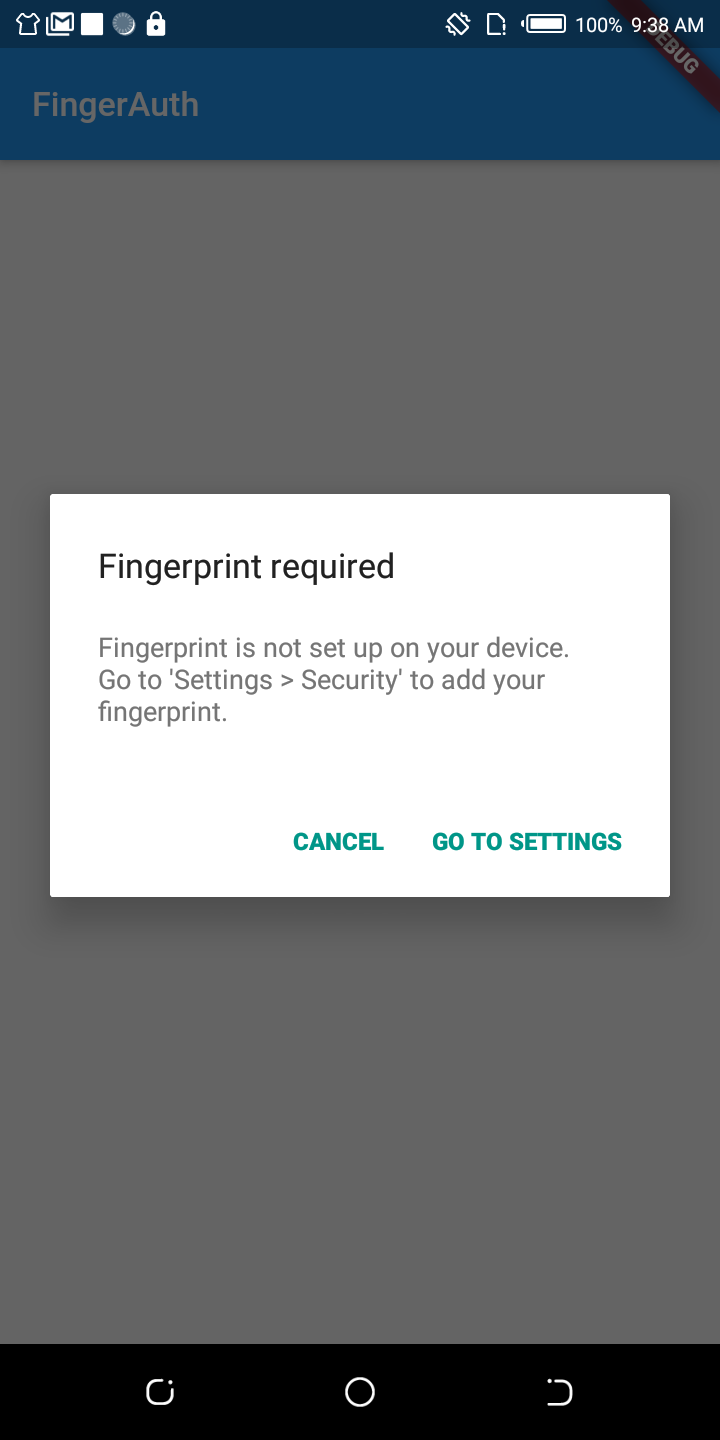 100% 9:38 AM
DEBUG
FingerAuth
Fingerprint required
Fingerprint is not set up on your device.
Go to 'Settings > Security' to add your
fingerprint.
CANCEL GO TO SETTINGS